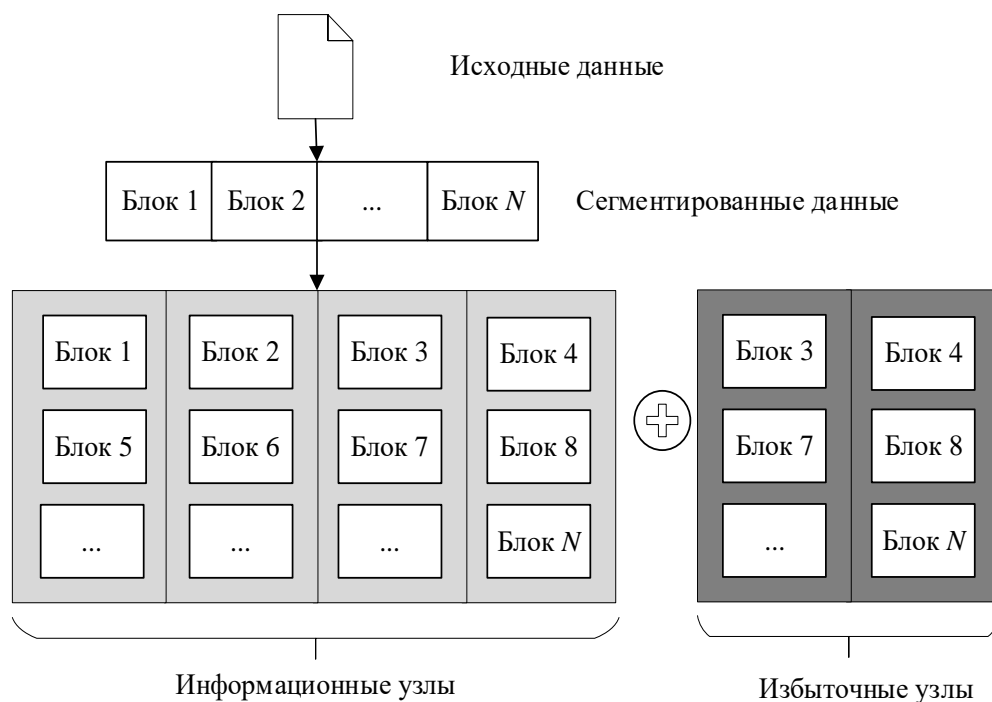 Исходные данные
Блок 1 Блок 2 ... Блок N
Сегментированные данные
Блок 1 Блок 2 Блок 3 Блок 4 Блок 3 Блок 4
Блок 5 Блок 6 Блок 7 Блок 8 Блок 7 Блок 8
... ... ... Блок N ... Блок N
Информационные узлы
Избыточные узлы